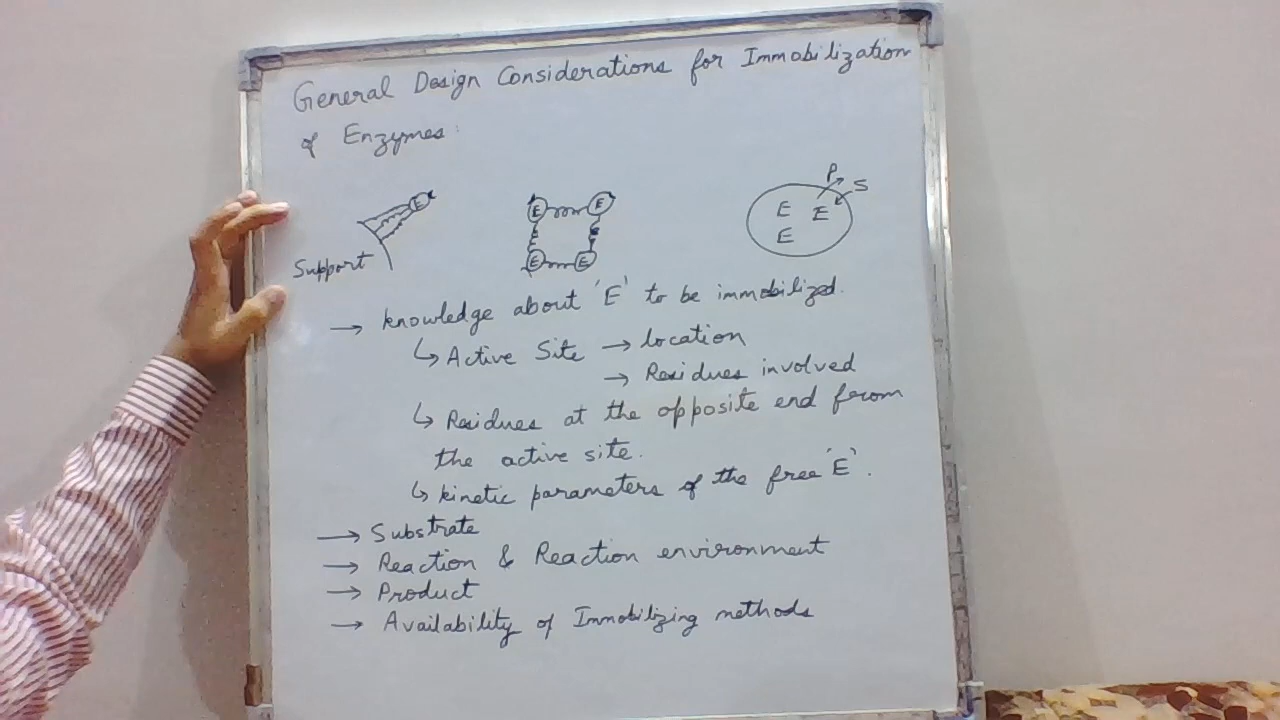 General Design Considerations for Immobilization
of Enzymes:
E
Support
E E
E E
E E
E
P S
→ knowledge about 'E' to be immobilized.
↳ Active Site → location
→ Residues involved
↳ Residues at the opposite end from
the active site.
↳ kinetic parameters of the free 'E'.
→ Substrate
→ Reaction & Reaction environment
→ Product
→ Availability of Immobilizing methods